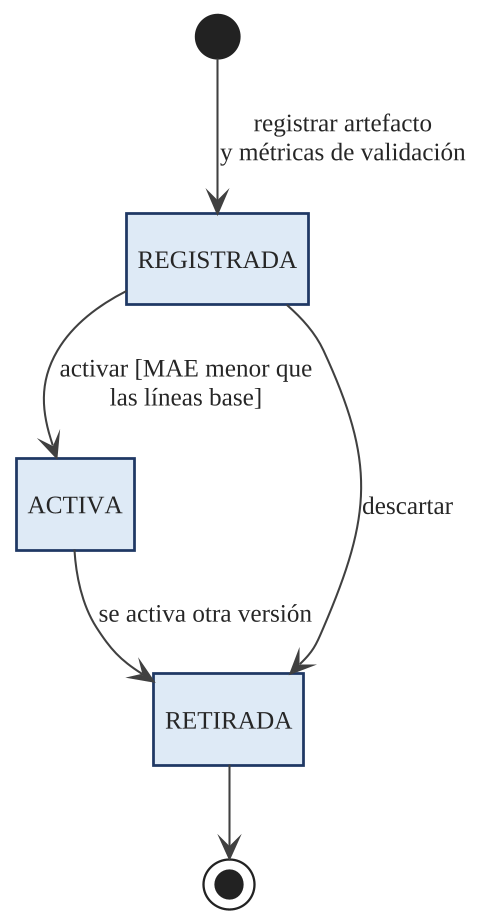 registrar artefacto
y métricas de validación
REGISTRADA
activar [MAE menor que
las líneas base]
ACTIVA
descartar
se activa otra versión
RETIRADA